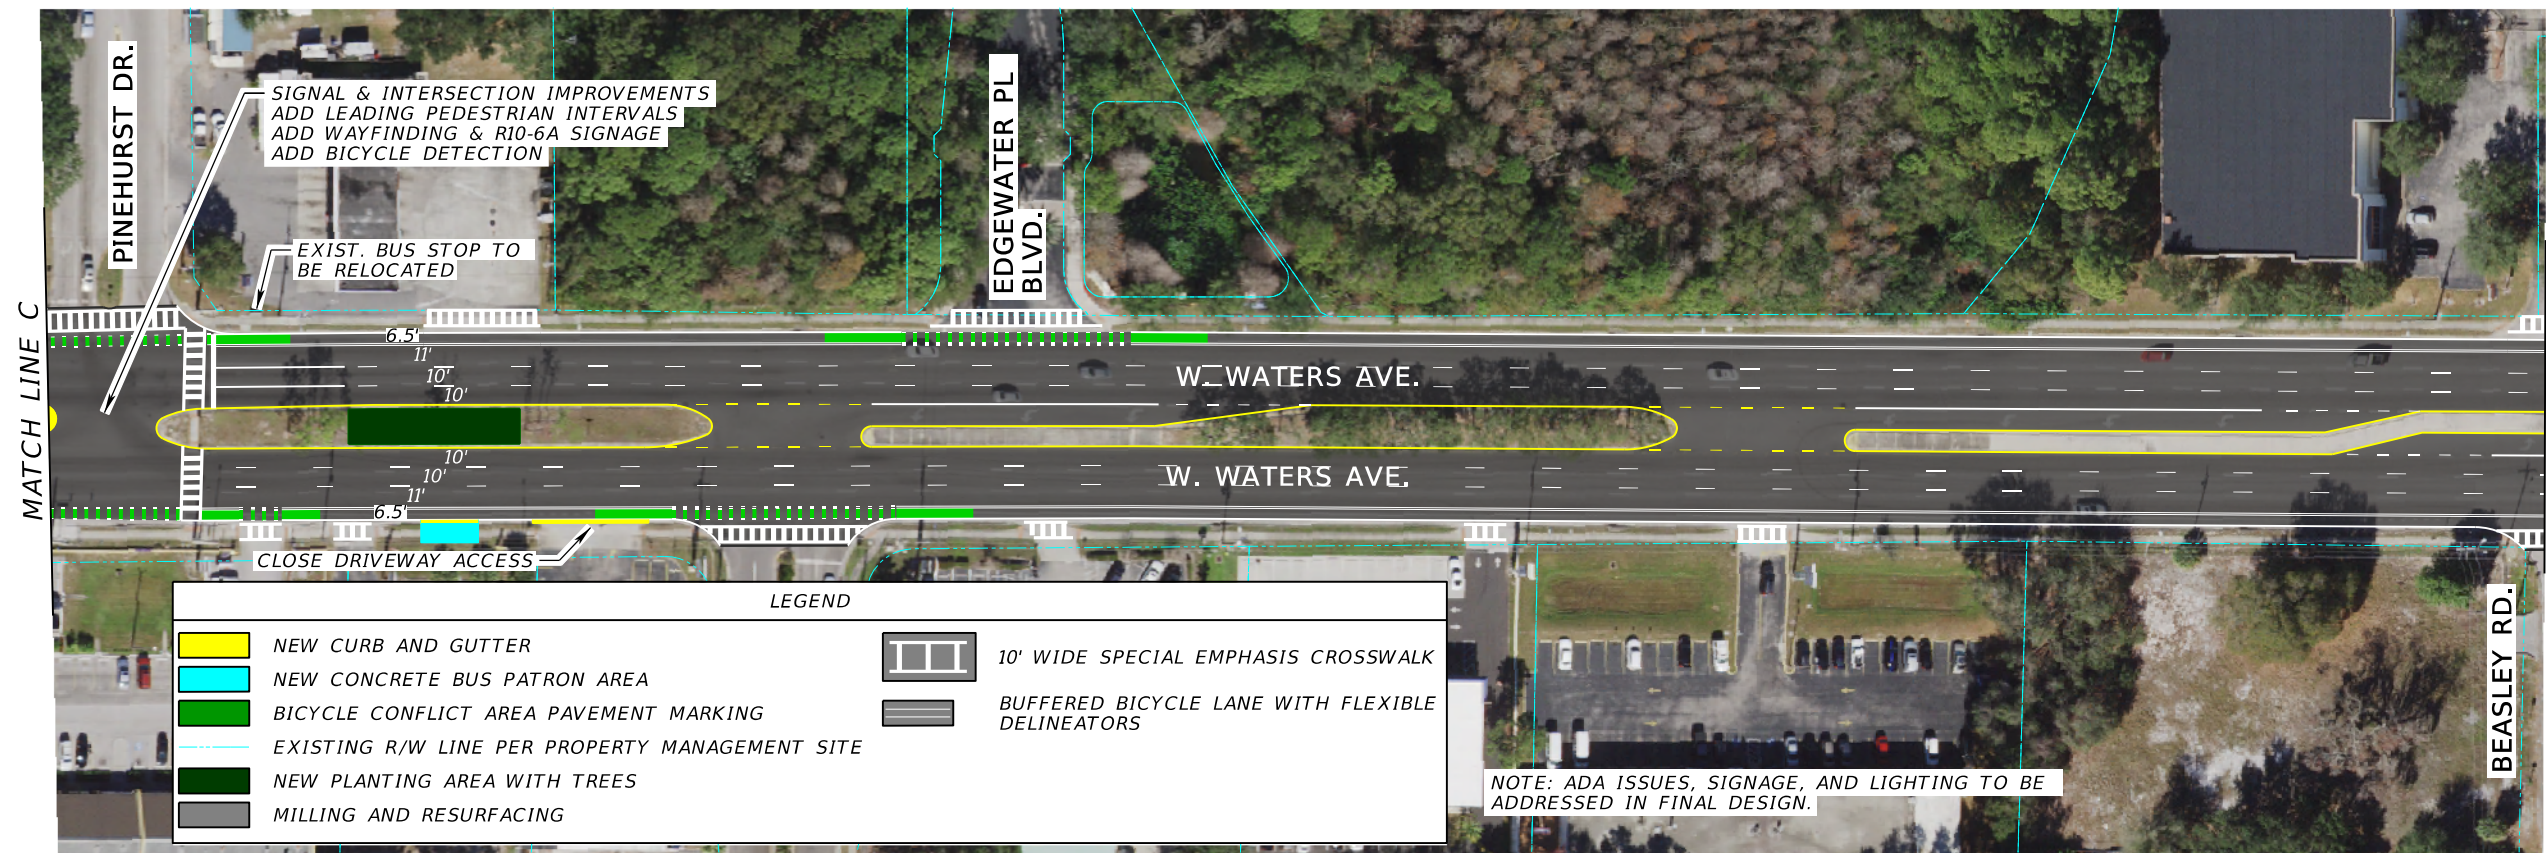 PINEHURST DR.
SIGNAL & INTERSECTION IMPROVEMENTS
ADD LEADING PEDESTRIAN INTERVALS
ADD WAYFINDING & R10-6A SIGNAGE
ADD BICYCLE DETECTION
EXIST. BUS STOP TO
BE RELOCATED
EDGEWATER PL
BLVD.
MATCH LINE C
6.5'
11'
10'
10'
W. WATERS AVE.
10'
10'
11'
6.5'
W. WATERS AVE.
CLOSE DRIVEWAY ACCESS
LEGEND
NEW CURB AND GUTTER
NEW CONCRETE BUS PATRON AREA
BICYCLE CONFLICT AREA PAVEMENT MARKING
EXISTING R/W LINE PER PROPERTY MANAGEMENT SITE
NEW PLANTING AREA WITH TREES
MILLING AND RESURFACING
10' WIDE SPECIAL EMPHASIS CROSSWALK
BUFFERED BICYCLE LANE WITH FLEXIBLE
DELINEATORS
NOTE: ADA ISSUES, SIGNAGE, AND LIGHTING TO BE
ADDRESSED IN FINAL DESIGN.
BEASLEY RD.